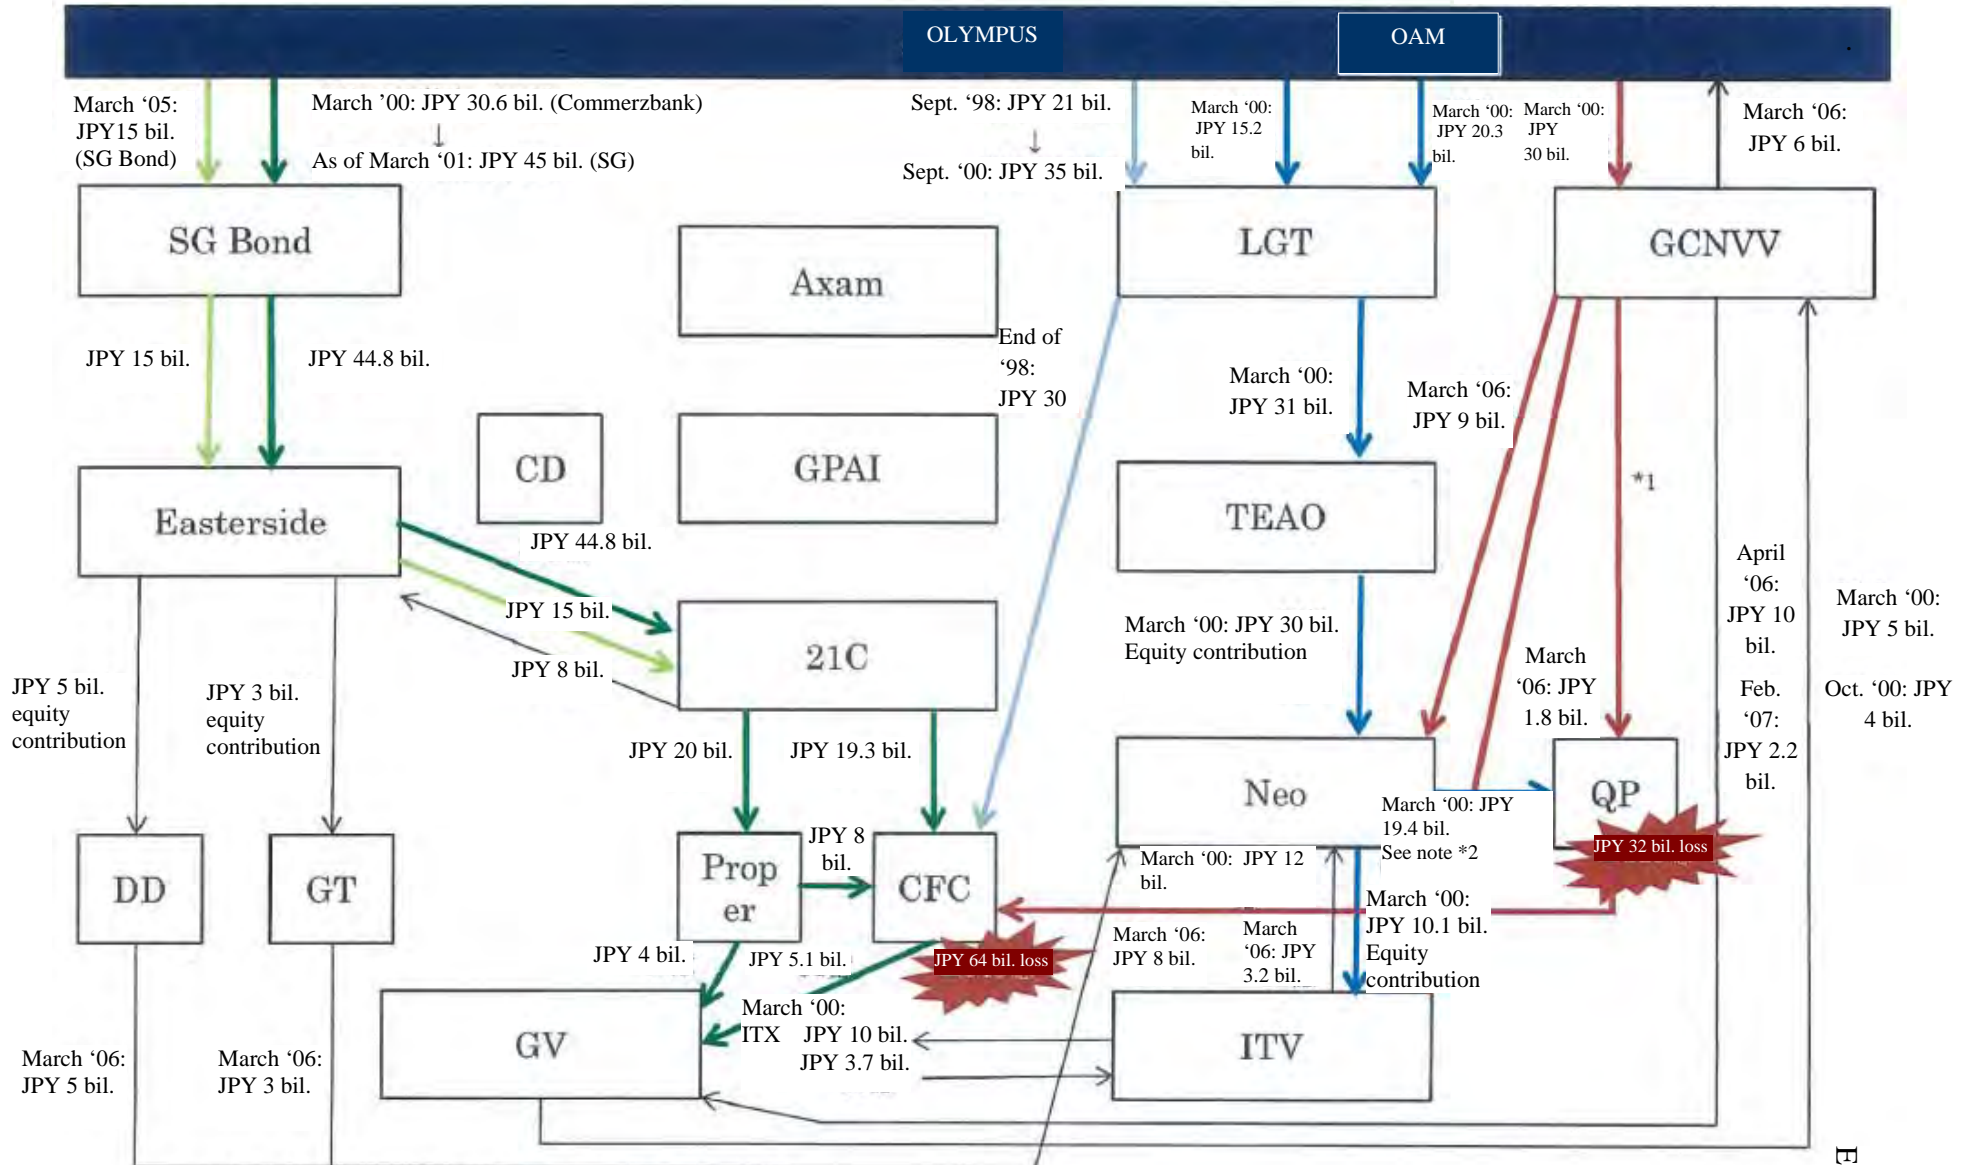 OLYMPUS
OAM
March ‘05:
JPY15 bil.
(SG Bond)
March ‘00: JPY 30.6 bil. (Commerzbank)
↓
As of March ‘01: JPY 45 bil. (SG)
Sept. ‘98: JPY 21 bil.
↓
Sept. ‘00: JPY 35 bil.
March ‘00:
JPY 15.2
bil.
March ‘00:
JPY 20.3
bil.
March ‘00:
JPY
30 bil.
March ‘06:
JPY 6 bil.
SG Bond
Axam
LGT
GCNVV
JPY 15 bil.
JPY 44.8 bil.
End of
‘98:
JPY 30
March ‘00:
JPY 31 bil.
March ‘06:
JPY 9 bil.
*1
Easterside
CD
GPAI
TEAO
JPY 44.8 bil.
JPY 15 bil.
JPY 8 bil.
21C
March ‘00: JPY 30 bil.
Equity contribution
March
‘06: JPY
1.8 bil.
April
‘06:
JPY 10
bil.
Feb.
‘07:
JPY 2.2
bil.
March ‘00:
JPY 5 bil.
Oct. ‘00: JPY
4 bil.
JPY 5 bil.
equity
contribution
JPY 3 bil.
equity
contribution
JPY 20 bil.
JPY 19.3 bil.
Neo
QP
March ‘00: JPY
19.4 bil.
See note *2
JPY 32 bil. loss
DD
GT
Prop
er
JPY 8
bil.
CFC
March ‘00: JPY 12
bil.
March ‘00:
JPY 10.1 bil.
Equity
contribution
JPY 4 bil.
JPY 5.1 bil.
JPY 64 bil. loss
March ‘06:
JPY 8 bil.
March
‘06: JPY
3.2 bil.
March ‘06:
JPY 5 bil.
March ‘06:
JPY 3 bil.
GV
March ‘00:
ITX JPY 10 bil.
JPY 3.7 bil.
ITV
E